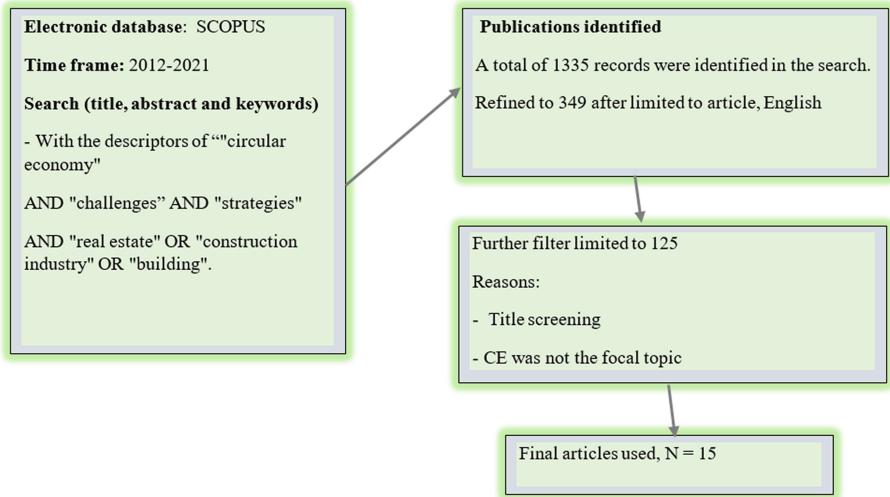 Electronic database: SCOPUS
Time frame: 2012-2021
Search (title, abstract and keywords)
- With the descriptors of “"circular
economy"
AND "challenges” AND "strategies"
AND "real estate" OR "construction
industry" OR "building".
Publications identified
A total of 1335 records were identified in the search.
Refined to 349 after limited to article, English
Further filter limited to 125
Reasons:
- Title screening
- CE was not the focal topic
Final articles used, N = 15